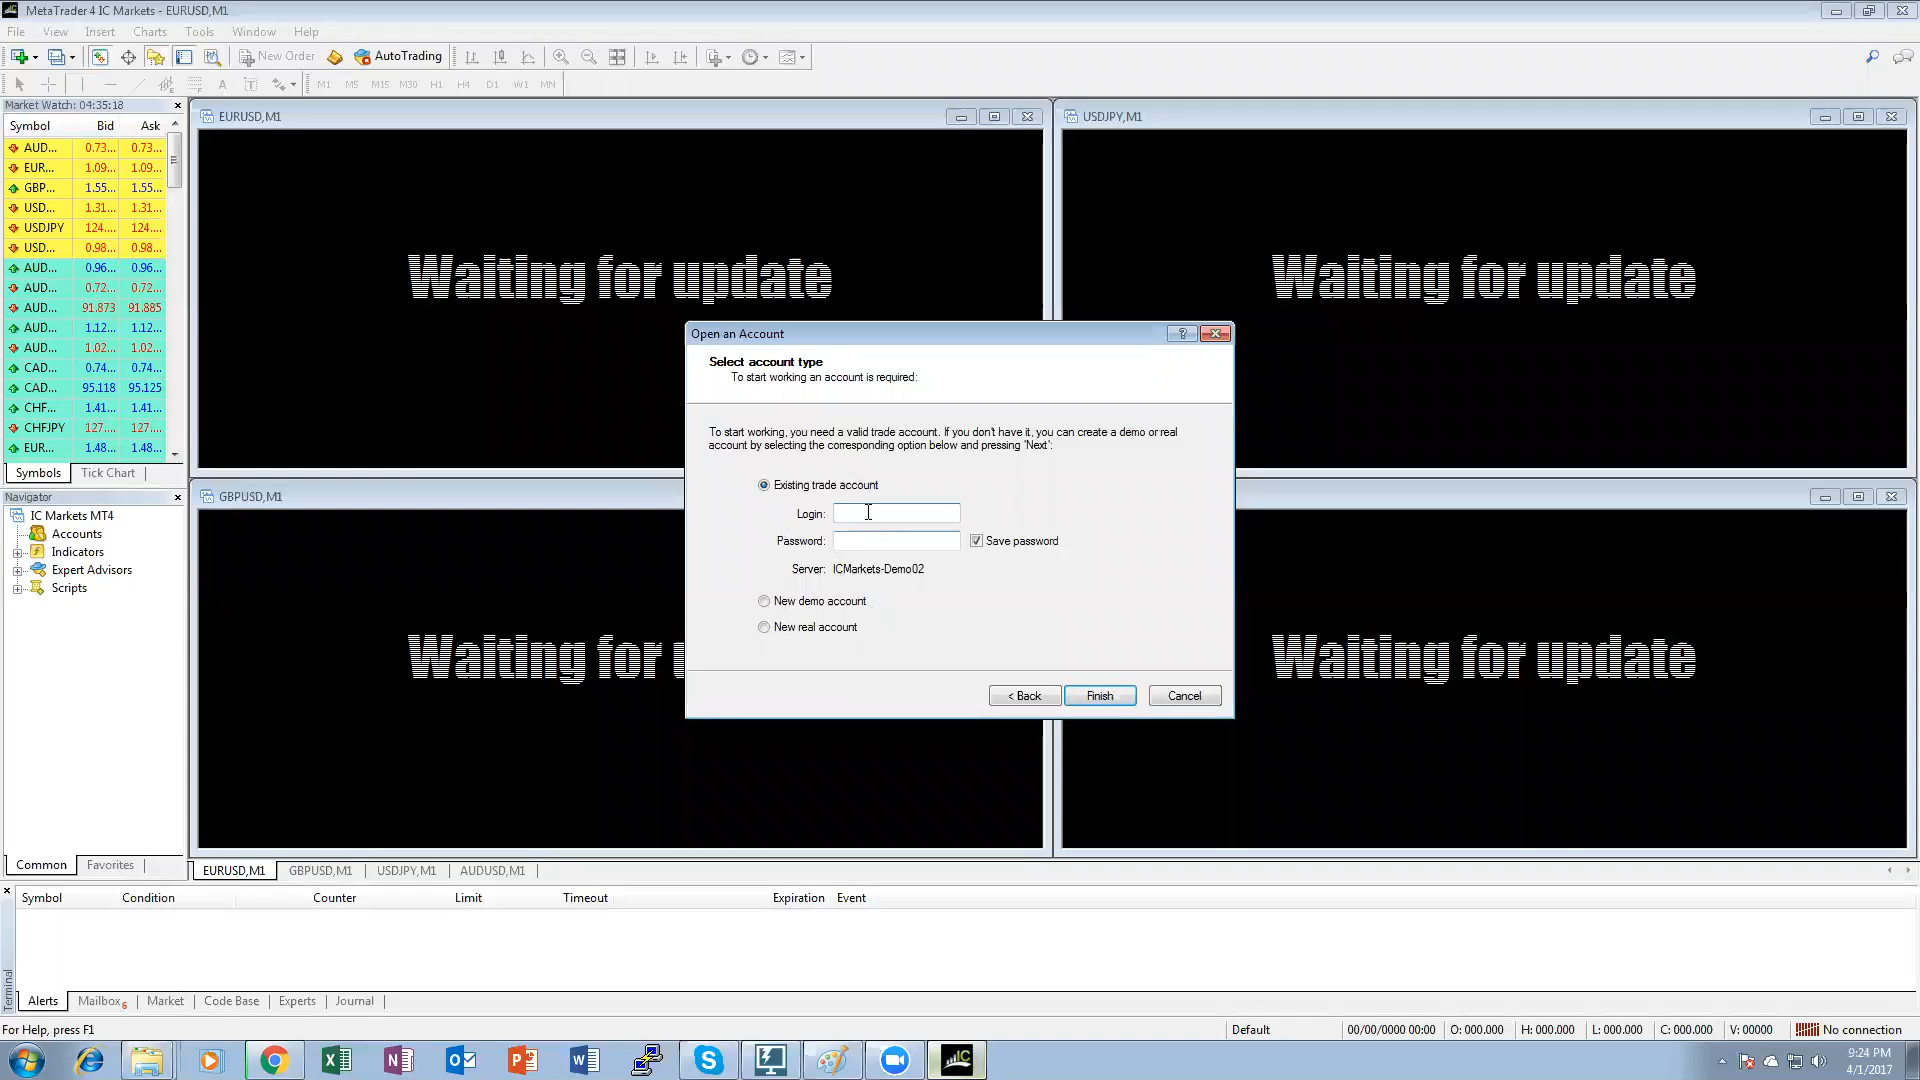 MetaTrader 4 IC Markets - EURUSD,M1
File View Insert Charts Tools Window Help
New Order AutoTrading
A T M1 M5 M15 M30 H1 H4 D1 W1 MN
Market Watch: 04:35:18
Symbol Bid Ask
AUD... 0.73... 0.73...
EUR... 1.09... 1.09...
GBP... 1.55... 1.55...
USD... 1.31... 1.31...
USDJPY 124.... 124....
USD... 0.98... 0.98...
AUD... 0.96... 0.96...
AUD... 0.72... 0.72...
AUD... 91.873 91.885
AUD... 1.12... 1.12...
AUD... 1.02... 1.02...
CAD... 0.74... 0.74...
CAD... 95.118 95.125
CHF... 1.41... 1.41...
CHFJPY 127.... 127....
EUR... 1.48... 1.48...
Symbols Tick Chart
Navigator
IC Markets MT4
Accounts
Indicators
Expert Advisors
Scripts
Common Favorites
EURUSD,M1
Waiting for update
USDJPY,M1
Waiting for update
GBPUSD,M1
Waiting for
Waiting for update
Open an Account
Select account type
To start working an account is required:
To start working, you need a valid trade account. If you don't have it, you can create a demo or real
account by selecting the corresponding option below and pressing 'Next':
Existing trade account
Login:
Password: Save password
Server: ICMarkets-Demo02
New demo account
New real account
< Back Finish Cancel
EURUSD,M1 GBPUSD,M1 USDJPY,M1 AUDUSD,M1
Symbol Condition Counter Limit Timeout Expiration Event
Terminal
Alerts Mailbox 6 Market Code Base Experts Journal
For Help, press F1 Default 00/00/0000 00:00 O: 000.000 H: 000.000 L: 000.000 C: 000.000 V: 00000 No connection
9:24 PM
4/1/2017